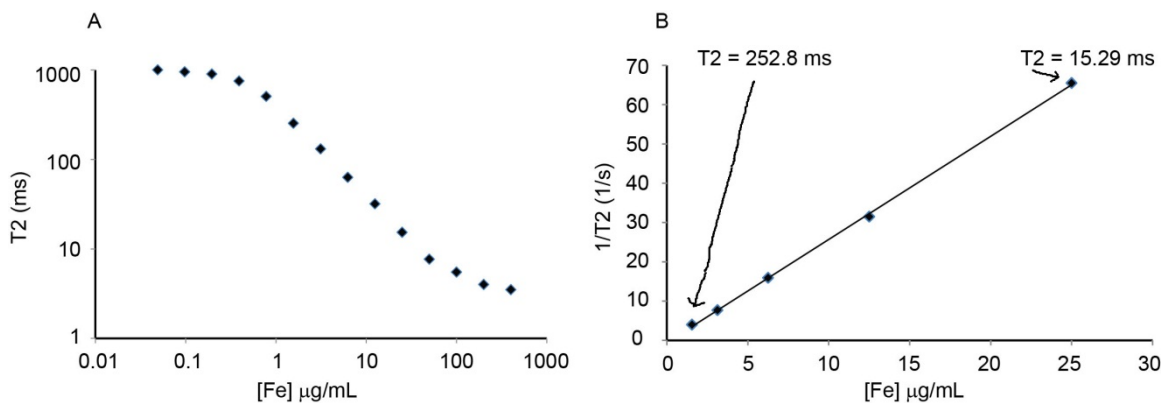 A
1000
100
10
1
T2 (ms)
0.01 0.1 1 10 100 1000
[Fe] μg/mL
B
T2 = 252.8 ms
T2 = 15.29 ms
70
60
50
40
30
20
10
0
1/T2 (1/s)
0 5 10 15 20 25 30
[Fe] μg/mL